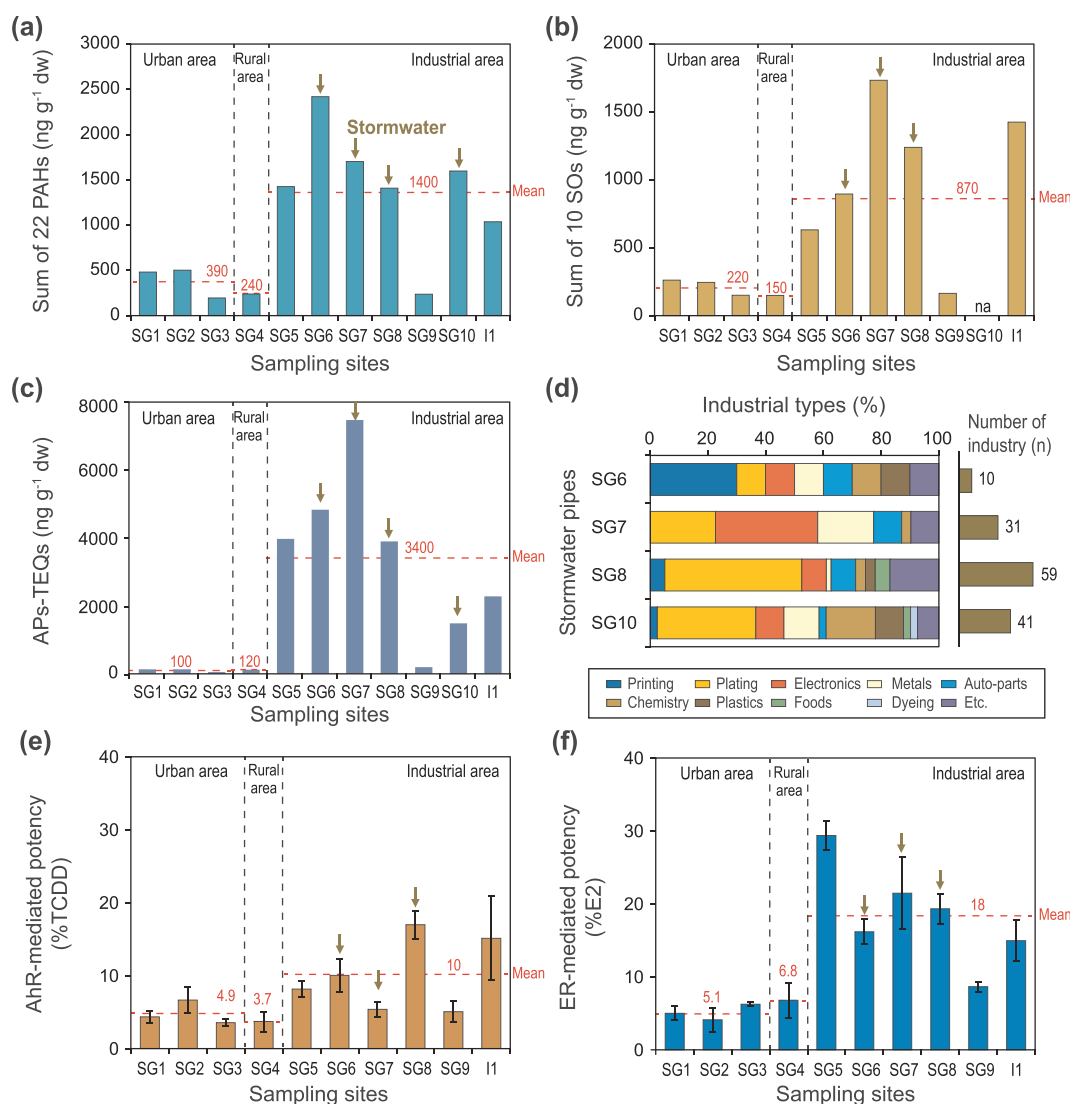 (a)
Sum of 22 PAHs (ng g⁻¹ dw)
3000
2500
2000
1500
1000
500
0
Urban area
Rural
area
Industrial area
Stormwater
390
240
1400
Mean
SG1 SG2 SG3 SG4 SG5 SG6 SG7 SG8 SG9 SG10 I1
Sampling sites
(b)
Sum of 10 SOs (ng g⁻¹ dw)
2000
1500
1000
500
0
Urban area
Rural
area
Industrial area
220
150
870
Mean
na
SG1 SG2 SG3 SG4 SG5 SG6 SG7 SG8 SG9 SG10 I1
Sampling sites
(c)
APs-TEQs (ng g⁻¹ dw)
8000
6000
4000
2000
0
Urban area
Rural
area
Industrial area
100
120
3400
Mean
SG1 SG2 SG3 SG4 SG5 SG6 SG7 SG8 SG9 SG10 I1
Sampling sites
(d)
Industrial types (%)
0 20 40 60 80 100
Number of
industry (n)
Stormwater pipes
SG6
10
SG7
31
SG8
59
SG10
41
Printing Plating Electronics Metals Auto-parts
Chemistry Plastics Foods Dyeing Etc.
(e)
AhR-mediated potency
(%TCDD)
40
30
20
10
0
Urban area
Rural
area
Industrial area
4.9
3.7
10
Mean
SG1 SG2 SG3 SG4 SG5 SG6 SG7 SG8 SG9 I1
Sampling sites
(f)
ER-mediated potency
(%E2)
40
30
20
10
0
Urban area
Rural
area
Industrial area
5.1
6.8
18
Mean
SG1 SG2 SG3 SG4 SG5 SG6 SG7 SG8 SG9 I1
Sampling sites